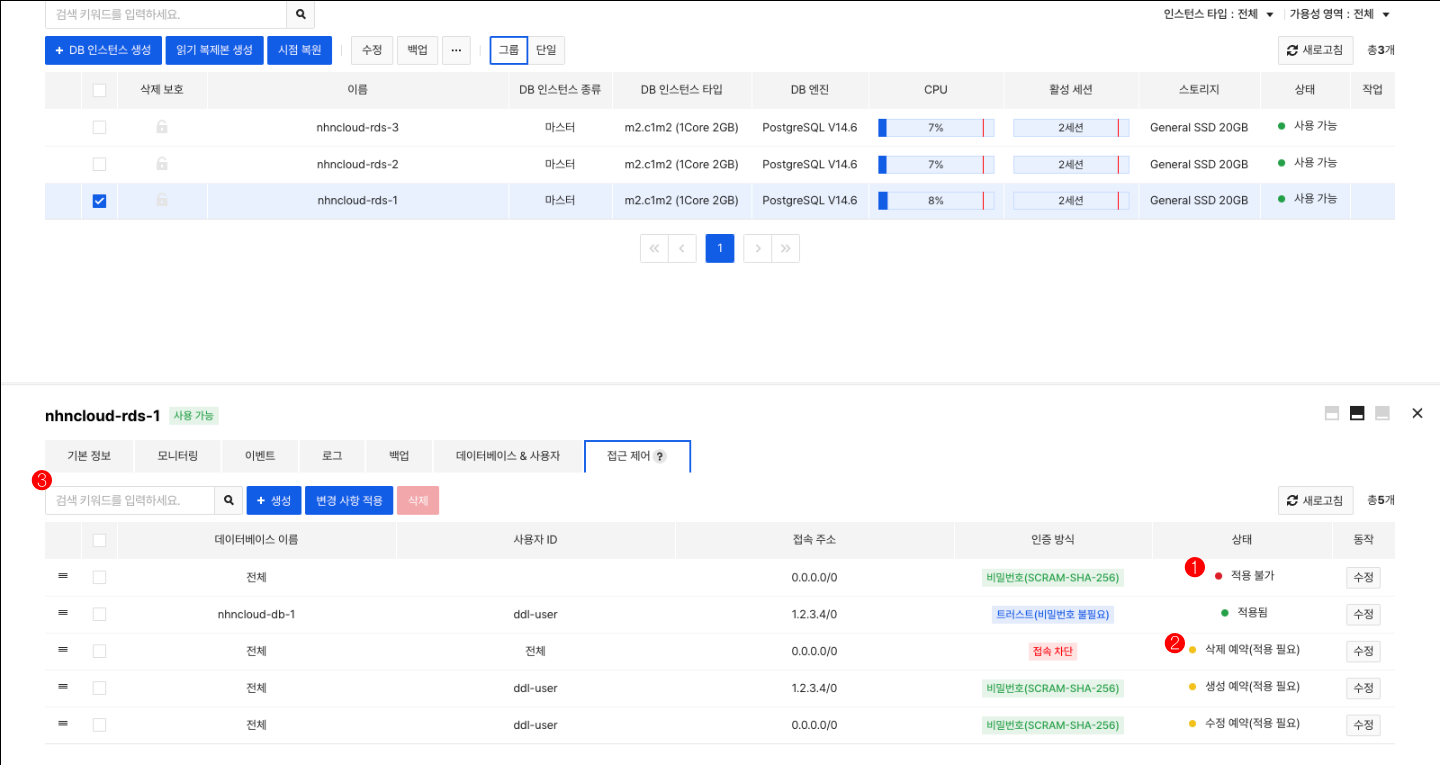 검색 키워드를 입력하세요.
인스턴스 타입 : 전체 가용성 영역 : 전체
+ DB 인스턴스 생성 읽기 복제본 생성 시점 복원 수정 백업 ··· 그룹 단일 새로고침 총3개
삭제 보호 이름 DB 인스턴스 종류 DB 인스턴스 타입 DB 엔진 CPU 활성 세션 스토리지 상태 작업
nhncloud-rds-3 마스터 m2.c1m2 (1Core 2GB) PostgreSQL V14.6 7% 2세션 General SSD 20GB 사용 가능
nhncloud-rds-2 마스터 m2.c1m2 (1Core 2GB) PostgreSQL V14.6 7% 2세션 General SSD 20GB 사용 가능
nhncloud-rds-1 마스터 m2.c1m2 (1Core 2GB) PostgreSQL V14.6 8% 2세션 General SSD 20GB 사용 가능
1
nhncloud-rds-1 사용 가능
기본 정보 모니터링 이벤트 로그 백업 데이터베이스 & 사용자 접근 제어 ?
3
검색 키워드를 입력하세요. + 생성 변경 사항 적용 삭제 새로고침 총5개
데이터베이스 이름 사용자 ID 접속 주소 인증 방식 상태 동작
전체 0.0.0.0/0 비밀번호(SCRAM-SHA-256) 1 적용 불가 수정
nhncloud-db-1 ddl-user 1.2.3.4/0 트러스트(비밀번호 불필요) 적용됨 수정
전체 전체 0.0.0.0/0 접속 차단 2 삭제 예약(적용 필요) 수정
전체 ddl-user 1.2.3.4/0 비밀번호(SCRAM-SHA-256) 생성 예약(적용 필요) 수정
전체 ddl-user 0.0.0.0/0 비밀번호(SCRAM-SHA-256) 수정 예약(적용 필요) 수정